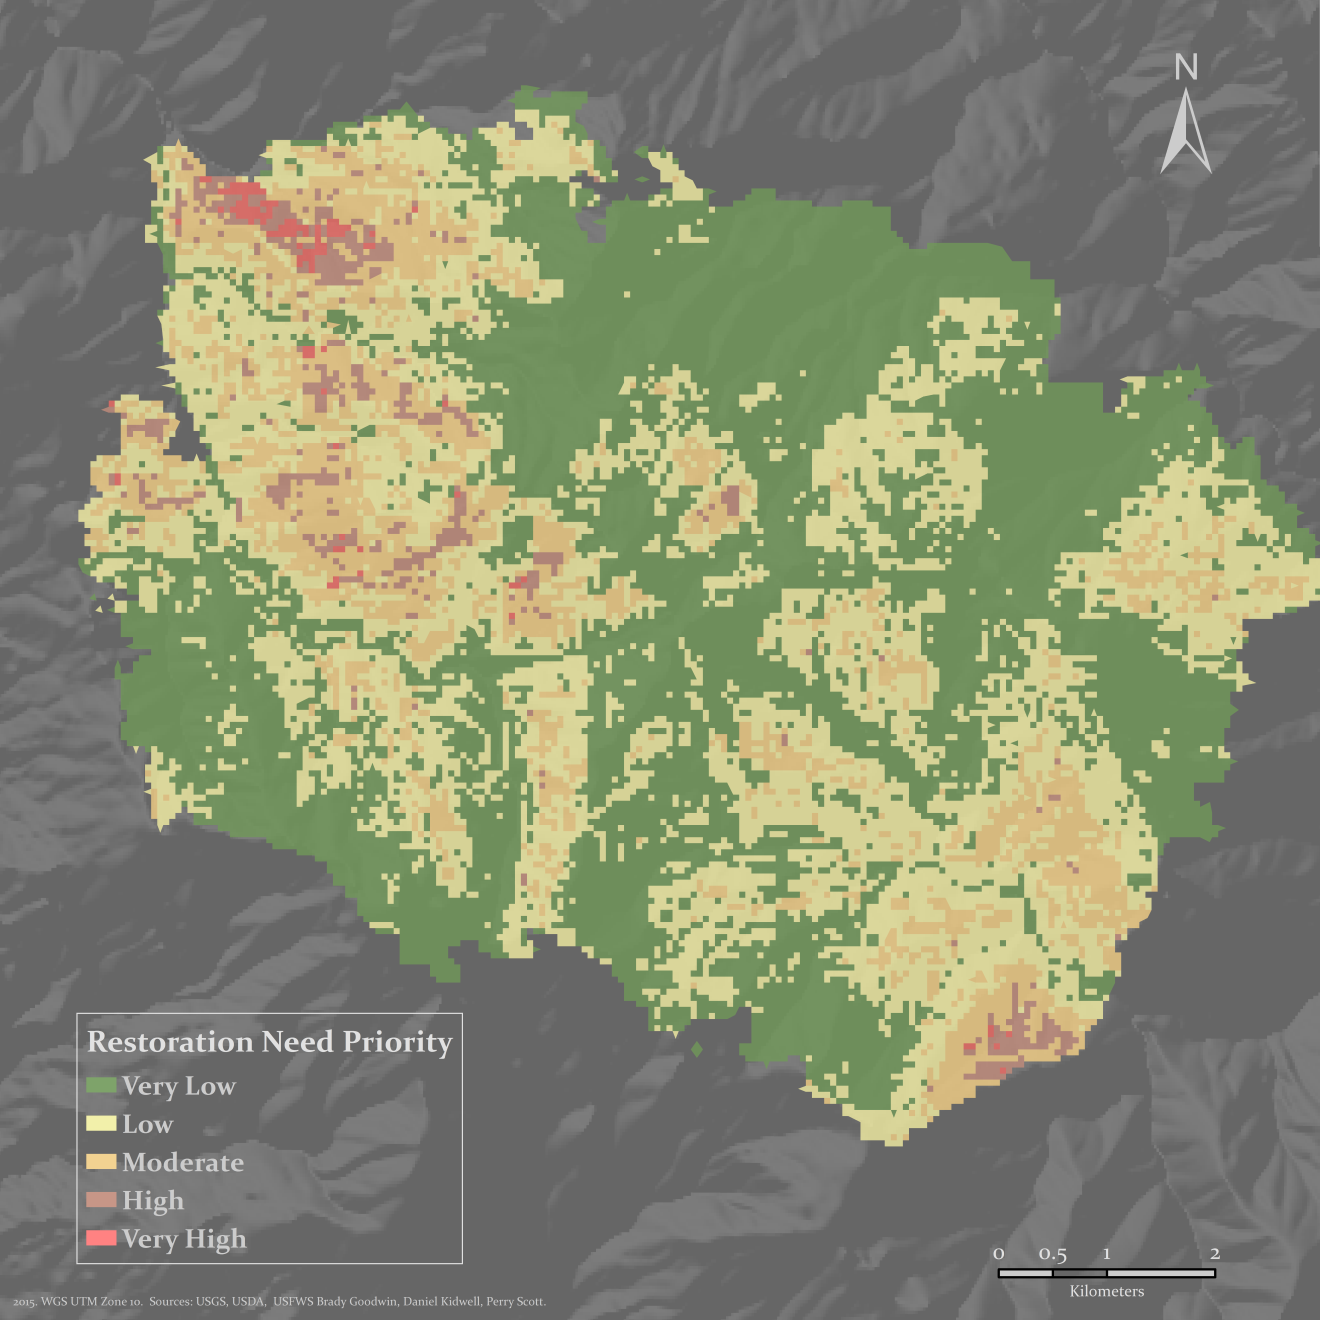 N
Restoration Need Priority
Very Low
Low
Moderate
High
Very High
0 0.5 1 2
Kilometers
2015. WGS UTM Zone 10. Sources: USGS, USDA, USFWS Brady Goodwin, Daniel Kidwell, Perry Scott.